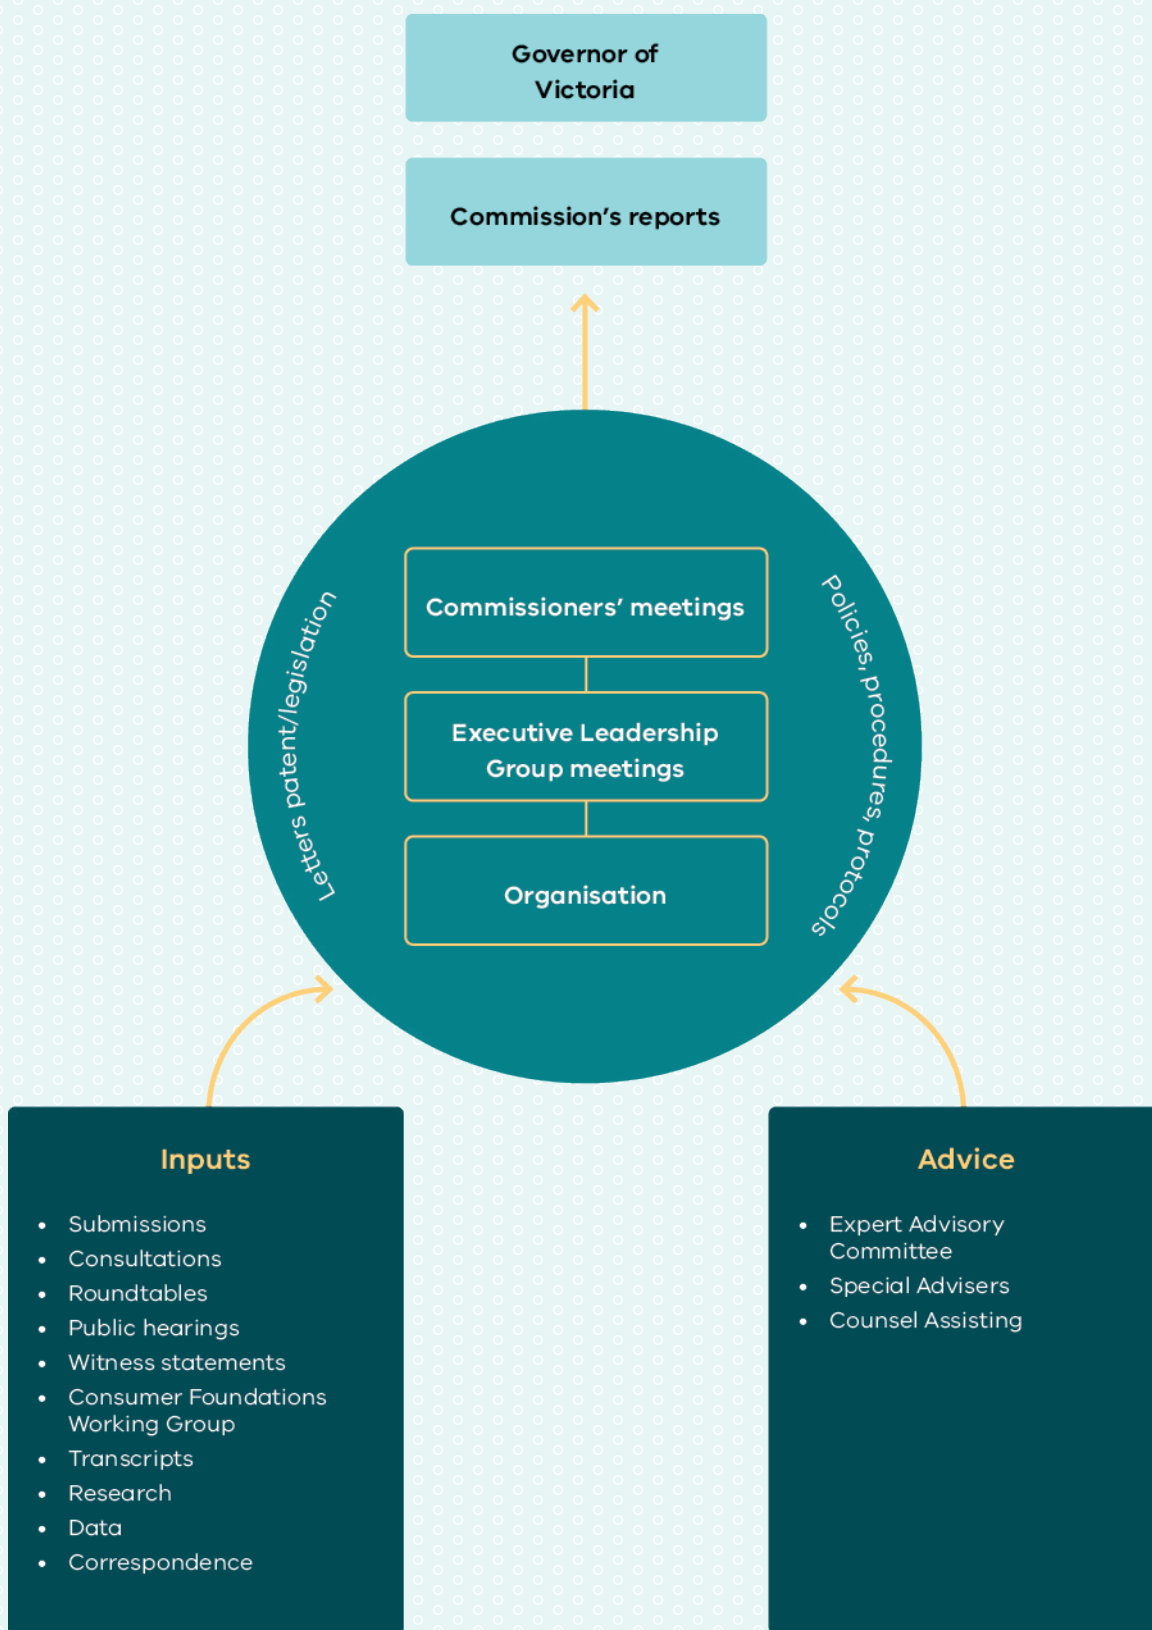 Governor of
Victoria
Commission’s reports
Letters patent/legislation
Commissioners’ meetings
Executive Leadership
Group meetings
Organisation
Policies, procedures, protocols
Inputs
• Submissions
• Consultations
• Roundtables
• Public hearings
• Witness statements
• Consumer Foundations
Working Group
• Transcripts
• Research
• Data
• Correspondence
Advice
• Expert Advisory
Committee
• Special Advisers
• Counsel Assisting